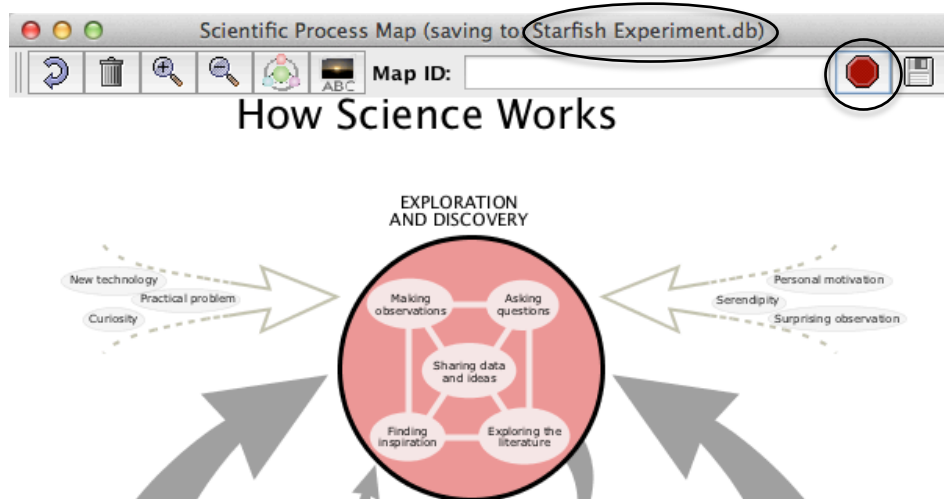 Scientific Process Map (saving to: Starfish Experiment.db)
ABC
Map ID:
How Science Works
EXPLORATION
AND DISCOVERY
New technology
Practical problem
Curiosity
Making
observations
Asking
questions
Sharing data
and ideas
Finding
inspiration
Exploring the
literature
Personal motivation
Serendipity
Surprising observation